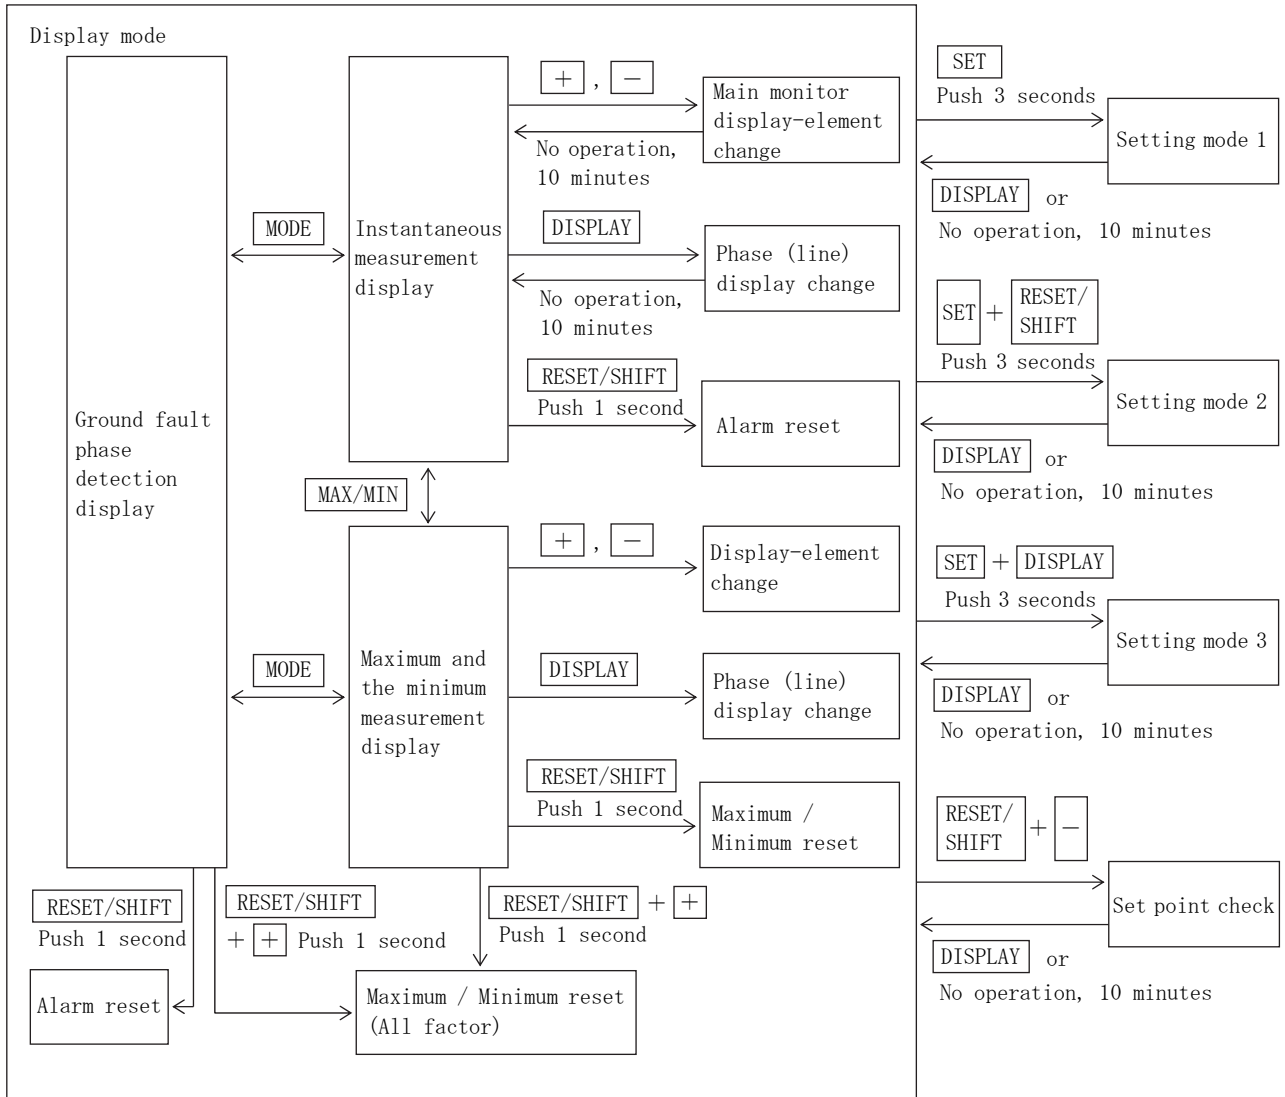 Display mode
Ground fault
phase
detection
display
MODE
MODE
Instantaneous
measurement
display
+ , −
No operation,
10 minutes
Main monitor
display-element
change
DISPLAY
No operation,
10 minutes
Phase (line)
display change
RESET/SHIFT
Push 1 second
Alarm reset
MAX/MIN
Maximum and
the minimum
measurement
display
+ , −
Display-element
change
DISPLAY
Phase (line)
display change
RESET/SHIFT
Push 1 second
Maximum /
Minimum reset
RESET/SHIFT
Push 1 second
Alarm reset
RESET/SHIFT
+ + Push 1 second
RESET/SHIFT + +
Push 1 second
Maximum / Minimum reset
(All factor)
SET
Push 3 seconds
Setting mode 1
DISPLAY or
No operation, 10 minutes
SET + RESET/
SHIFT
Push 3 seconds
Setting mode 2
DISPLAY or
No operation, 10 minutes
SET + DISPLAY
Push 3 seconds
Setting mode 3
DISPLAY or
No operation, 10 minutes
RESET/
SHIFT + −
Set point check
DISPLAY or
No operation, 10 minutes